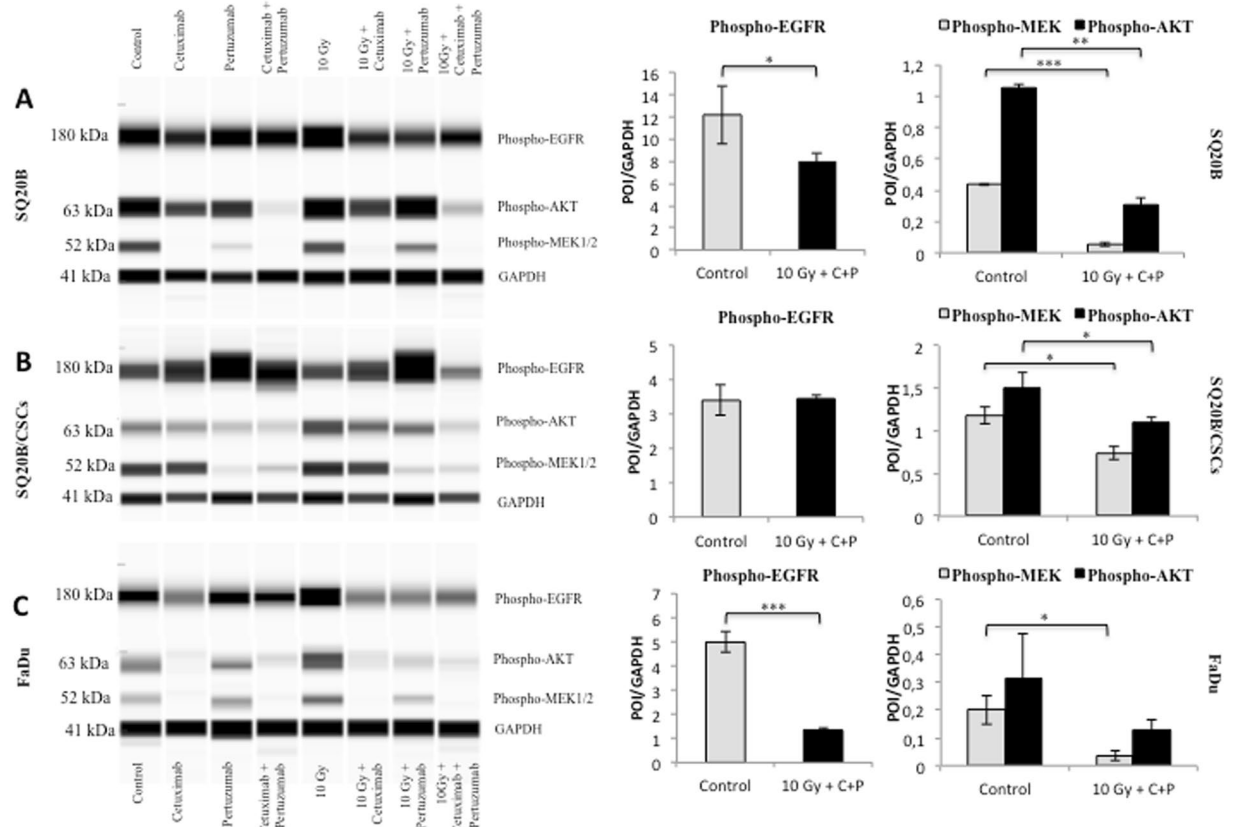 Control
Cetuximab
Pertuzumab
Cetuximab +
Pertuzumab
10 Gy
10 Gy +
Cetuximab
10 Gy +
Pertuzumab
10Gy +
Cetuximab +
Pertuzumab
A
SQ20B
180 kDa
63 kDa
52 kDa
41 kDa
Phospho-EGFR
Phospho-AKT
Phospho-MEK1/2
GAPDH
Phospho-EGFR
POI/GAPDH
16
14
12
10
8
6
4
2
0
*
Control
10 Gy + C+P
Phospho-MEK
Phospho-AKT
POI/GAPDH
1,2
1
0,8
0,6
0,4
0,2
0
**
***
Control
10 Gy + C+P
SQ20B
B
SQ20B/CSCs
180 kDa
63 kDa
52 kDa
41 kDa
Phospho-EGFR
Phospho-AKT
Phospho-MEK1/2
GAPDH
Phospho-EGFR
POI/GAPDH
5
4
3
2
1
0
Control
10 Gy + C+P
Phospho-MEK
Phospho-AKT
POI/GAPDH
2
1,5
1
0,5
0
*
*
Control
10 Gy + C+P
SQ20B/CSCs
C
FaDu
180 kDa
63 kDa
52 kDa
41 kDa
Phospho-EGFR
Phospho-AKT
Phospho-MEK1/2
GAPDH
Control
Cetuximab
Pertuzumab
Cetuximab +
Pertuzumab
10 Gy
10 Gy +
Cetuximab
10 Gy +
Pertuzumab
10Gy +
Cetuximab +
Pertuzumab
Phospho-EGFR
POI/GAPDH
7
6
5
4
3
2
1
0
***
Control
10 Gy + C+P
Phospho-MEK
Phospho-AKT
POI/GAPDH
0,6
0,5
0,4
0,3
0,2
0,1
0
*
Control
10 Gy + C+P
FaDu